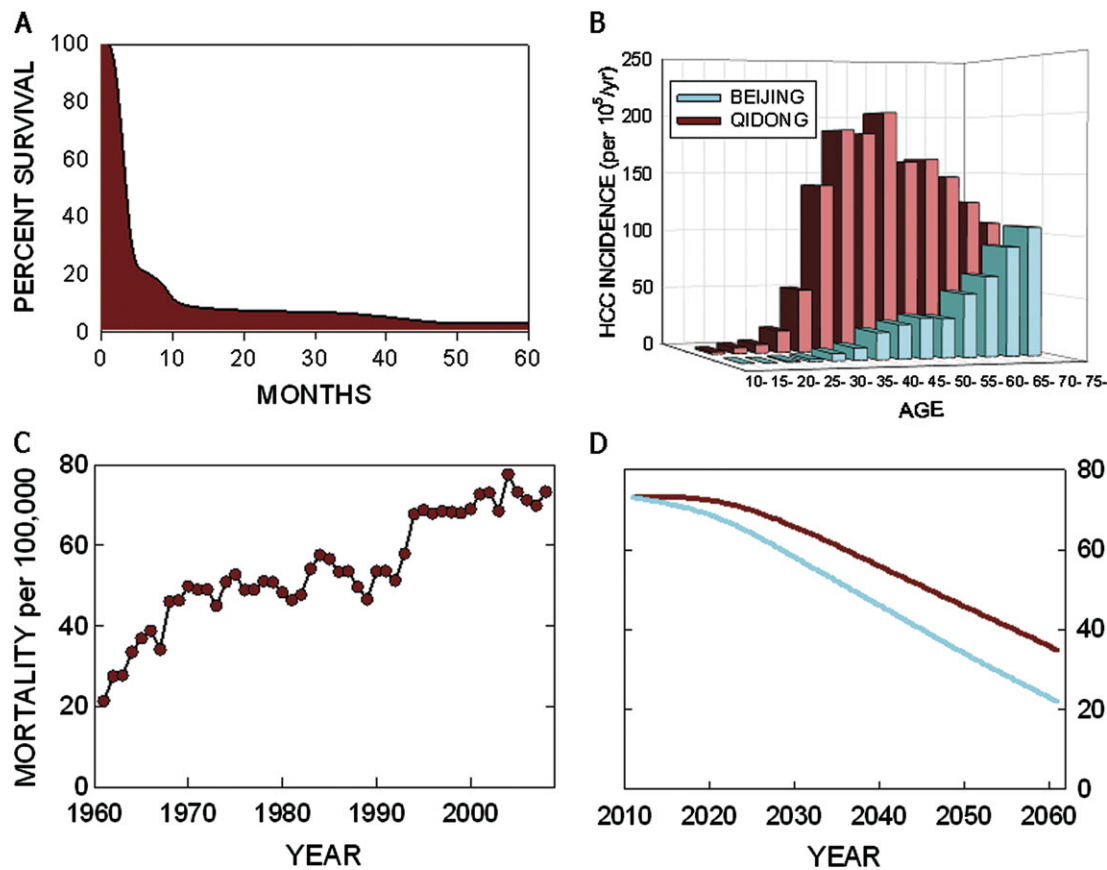 A
PERCENT SURVIVAL
100
80
60
40
20
0
0 10 20 30 40 50 60
MONTHS
B
HCC INCIDENCE (per 10⁵/yr)
250
200
150
100
50
0
BEIJING
QIDONG
10- 15- 20- 25- 30- 35- 40- 45- 50- 55- 60- 65- 70- 75-
AGE
C
MORTALITY per 100,000
80
60
40
20
0
1960 1970 1980 1990 2000
YEAR
D
80
60
40
20
0
2010 2020 2030 2040 2050 2060
YEAR